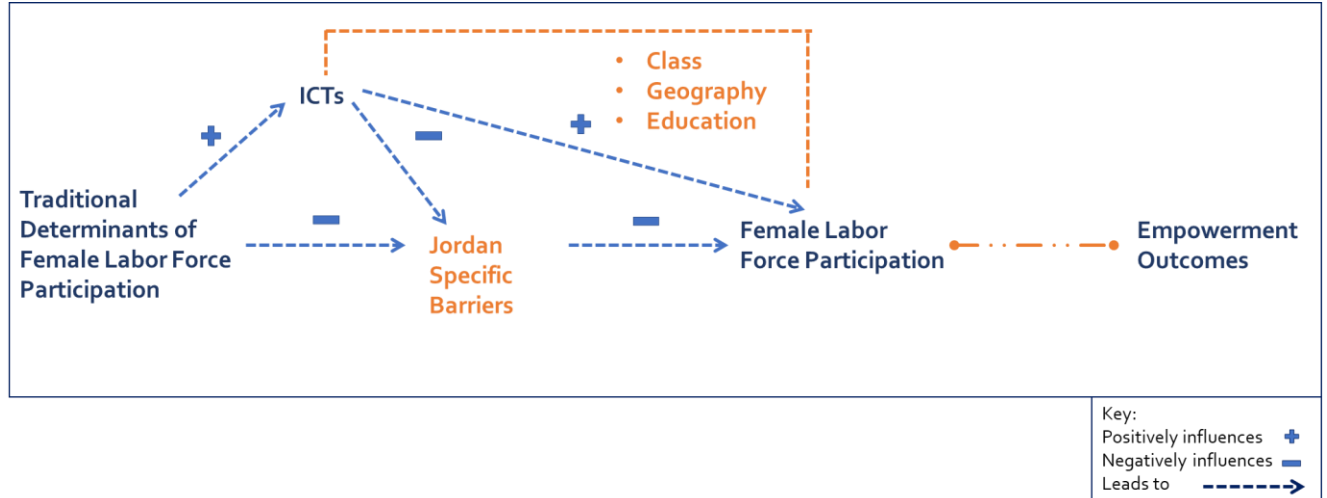 ICTs
• Class
• Geography
• Education
Traditional
Determinants of
Female Labor Force
Participation
Jordan
Specific
Barriers
Female Labor
Force Participation
Empowerment
Outcomes
Key:
Positively influences
Negatively influences
Leads to